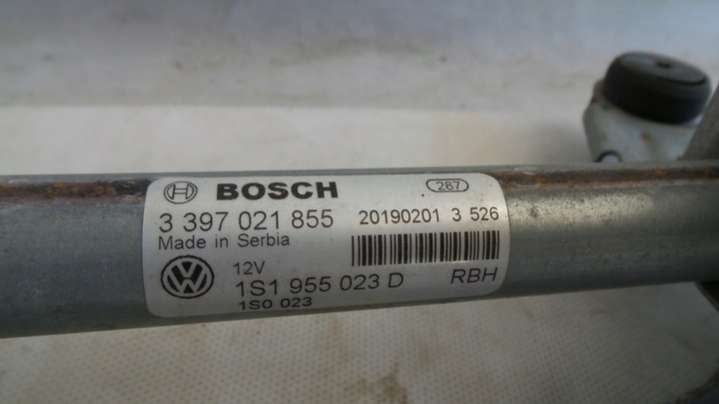 BOSCH 287
3 397 021 855 20190201 3 526
Made in Serbia
12V
1S1 955 023 D RBH
1S0 023